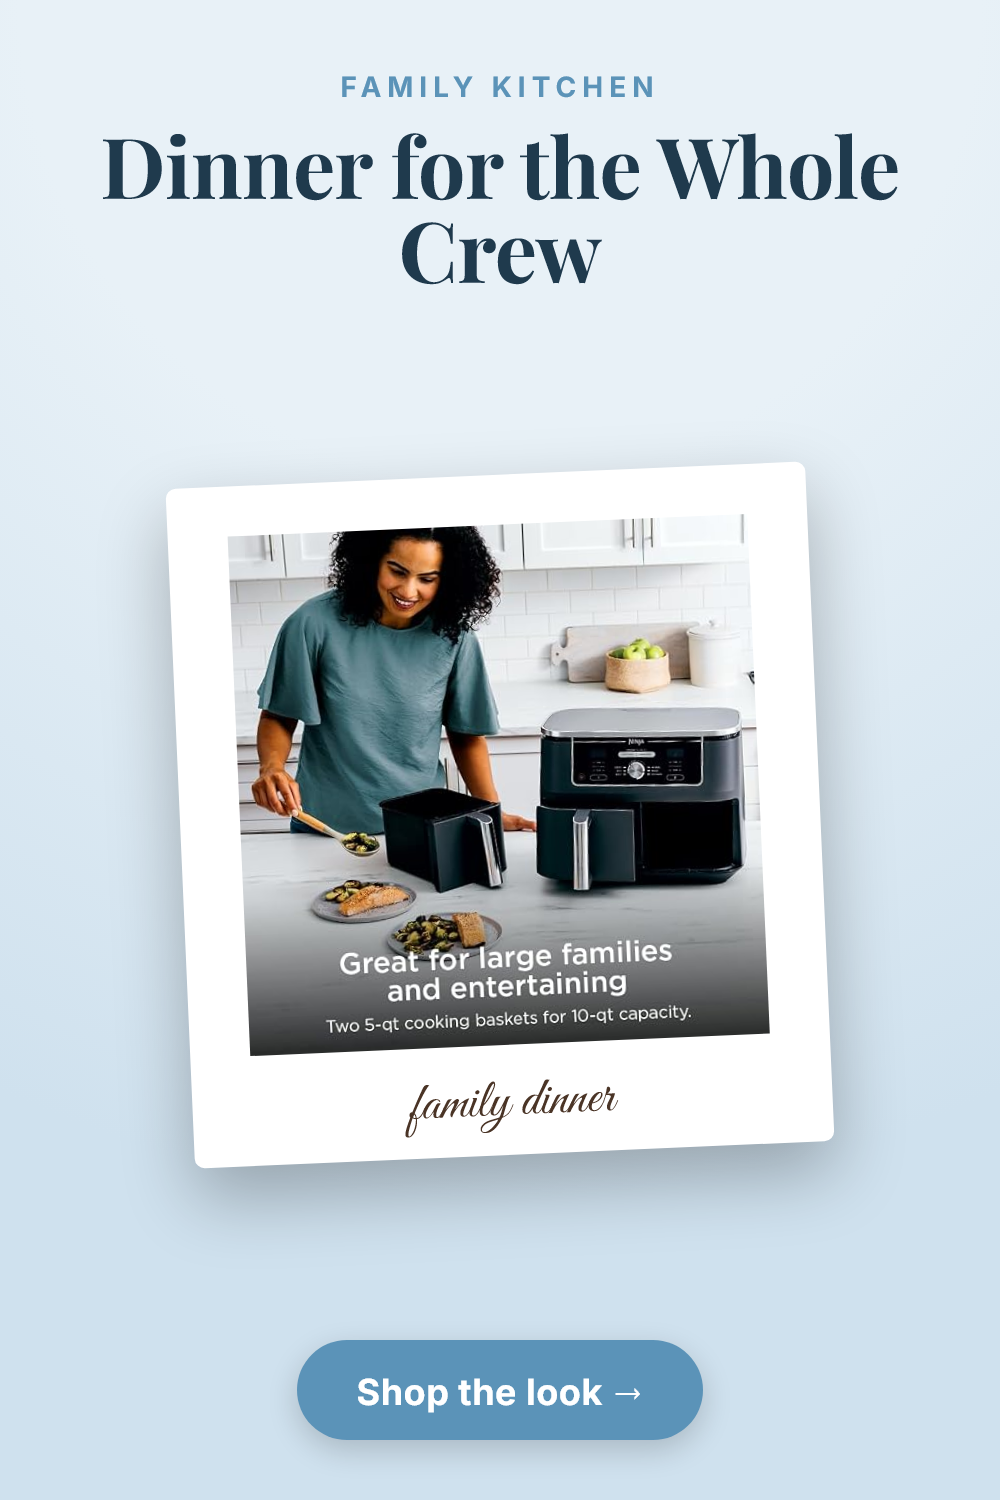 FAMILY KITCHEN
Dinner for the Whole
Crew
Ninja
Great for large families
and entertaining
Two 5-qt cooking baskets for 10-qt capacity.
family dinner
Shop the look →